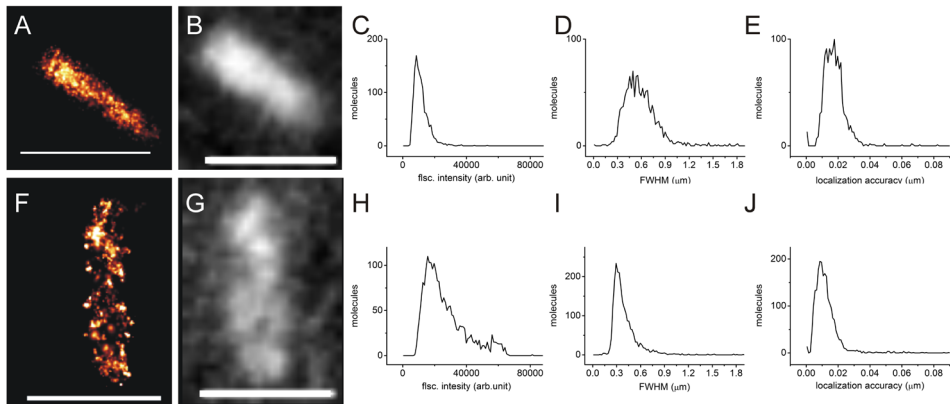 A
B
C
200
100
0
molecules
0
40000
80000
flsc. intensity (arb. unit)
D
100
0
molecules
0.0
0.3
0.6
0.9
1.2
1.5
1.8
FWHM (μm)
E
100
0
molecules
0.00
0.02
0.04
0.06
0.08
localization accuracy (μm)
F
G
H
100
50
0
molecules
0
40000
80000
flsc. intesity (arb.unit)
I
200
100
0
molecules
0.0
0.3
0.6
0.9
1.2
1.5
1.8
FWHM (μm)
J
200
100
0
molecules
0.00
0.02
0.04
0.06
0.08
localization accuracy (μm)